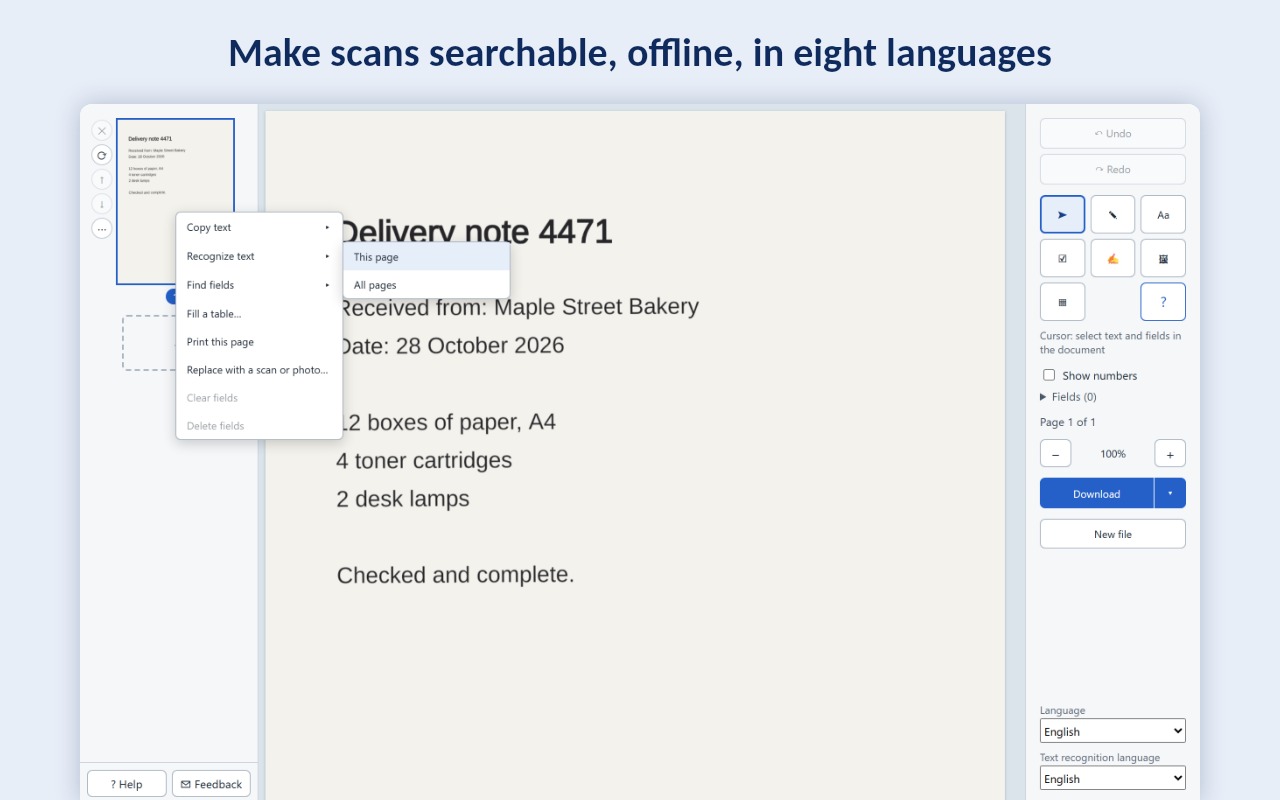 Make scans searchable, offline, in eight languages
Delivery note 4471
Received from: Maple Street Bakery
Date: 28 October 2026
12 boxes of paper, A4
4 toner cartridges
2 desk lamps
Checked and complete.
Copy text
Recognize text
Find fields
Fill a table...
Print this page
Replace with a scan or photo...
Clear fields
Delete fields
This page
All pages
Delivery note 4471
Received from: Maple Street Bakery
Date: 28 October 2026
12 boxes of paper, A4
4 toner cartridges
2 desk lamps
Checked and complete.
Undo
Redo
Aa
?
Cursor: select text and fields in
the document
Show numbers
Fields (0)
Page 1 of 1
− 100% +
Download
New file
Language
English
Text recognition language
English
? Help
Feedback